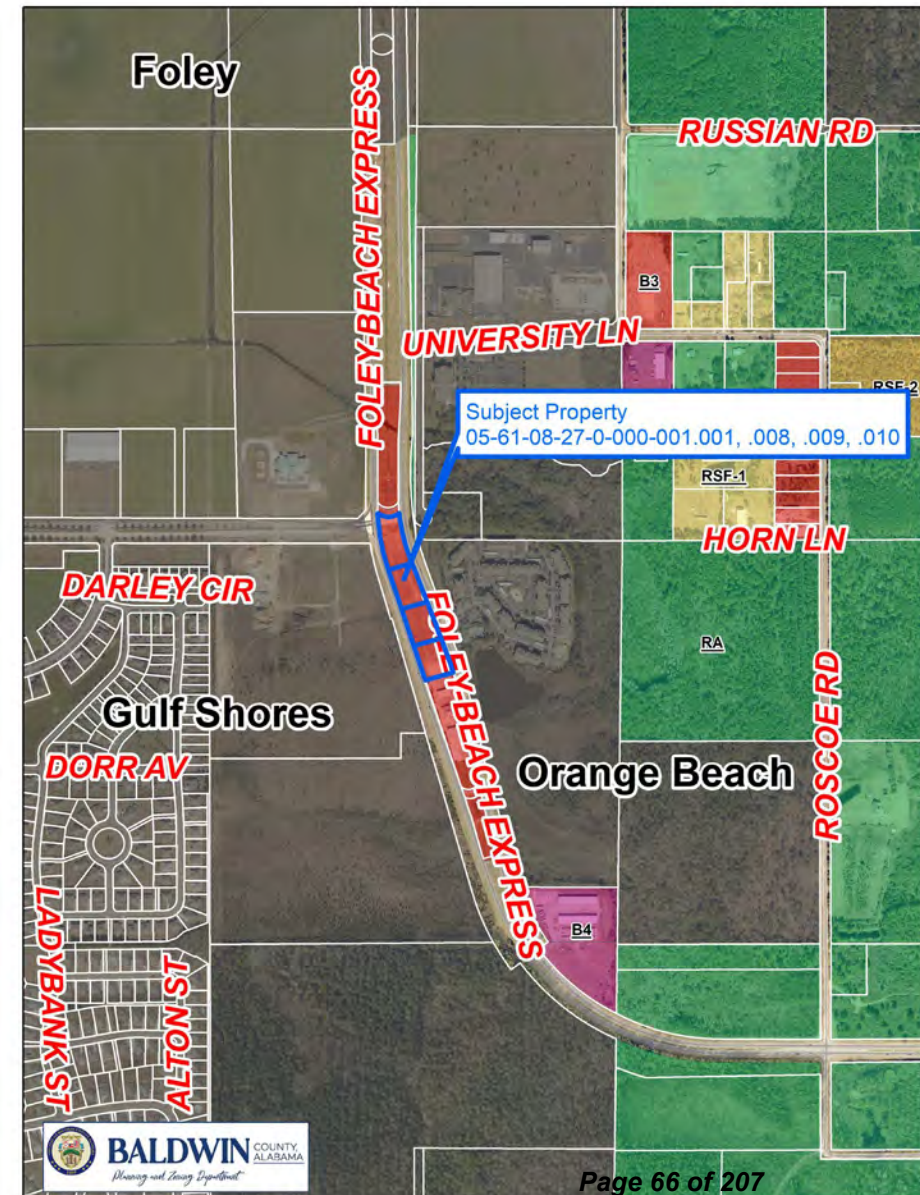 Foley
FOLEY-BEACH EXPRESS
RUSSIAN RD
B3
UNIVERSITY LN
RSF-2
Subject Property
05-61-08-27-0-000-001.001, .008, .009, .010
RSF-1
HORN LN
DARLEY CIR
FOLEY-BEACH EXPRESS
RA
Gulf Shores
ROSCOE RD
DORR AV
Orange Beach
LADYBANK ST
ALTON ST
B4
BALDWIN COUNTY, ALABAMA
Planning and Zoning Department
Page 66 of 207